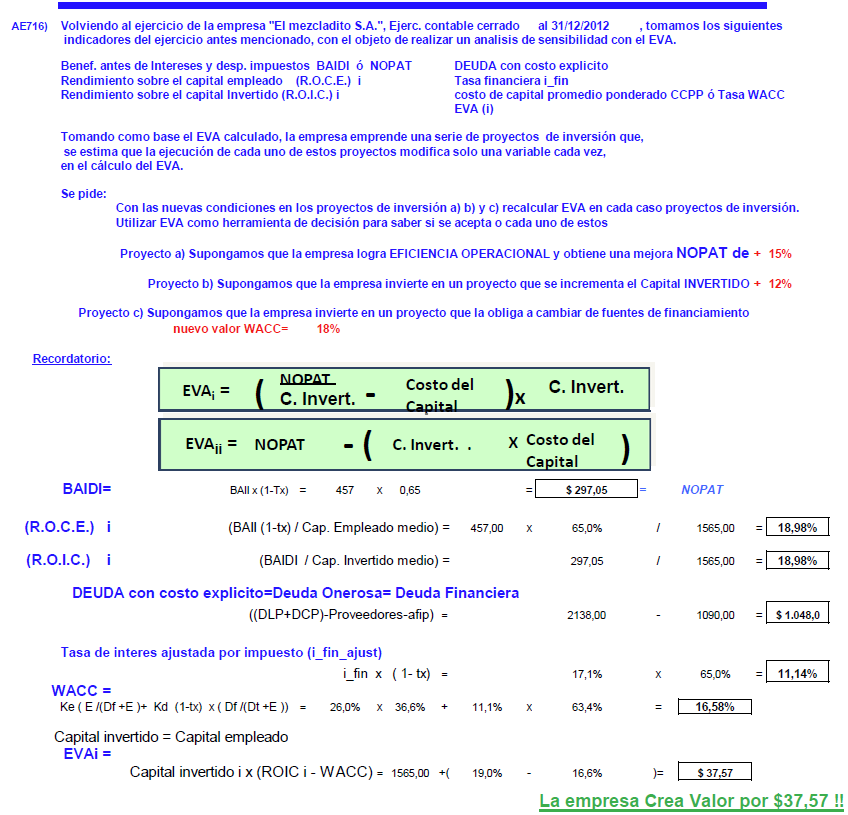 AE716) Volviendo al ejercicio de la empresa "El mezcladito S.A.", Ejerc. contable cerrado al 31/12/2012 , tomamos los siguientes
indicadores del ejercicio antes mencionado, con el objeto de realizar un analisis de sensibilidad con el EVA.
Benef. antes de Intereses y desp. impuestos BAIDI ó NOPAT DEUDA con costo explicito
Rendimiento sobre el capital empleado (R.O.C.E.) i Tasa financiera i_fin
Rendimiento sobre el capital Invertido (R.O.I.C.) i costo de capital promedio ponderado CCPP ó Tasa WACC
EVA (i)
Tomando como base el EVA calculado, la empresa emprende una serie de proyectos de inversión que,
se estima que la ejecución de cada uno de estos proyectos modifica solo una variable cada vez,
en el cálculo del EVA.
Se pide:
Con las nuevas condiciones en los proyectos de inversión a) b) y c) recalcular EVA en cada caso proyectos de inversión.
Utilizar EVA como herramienta de decisión para saber si se acepta o cada uno de estos
Proyecto a) Supongamos que la empresa logra EFICIENCIA OPERACIONAL y obtiene una mejora NOPAT de + 15%
Proyecto b) Supongamos que la empresa invierte en un proyecto que se incrementa el Capital INVERTIDO + 12%
Proyecto c) Supongamos que la empresa invierte en un proyecto que la obliga a cambiar de fuentes de financiamiento
nuevo valor WACC= 18%
Recordatorio:
EVAi = ( NOPAT / C. Invert. - Costo del Capital )x C. Invert.
EVAii = NOPAT - ( C. Invert. . X Costo del Capital )
BAIDI= BAII x (1-Tx) = 457 X 0,65 = $ 297,05 = NOPAT
(R.O.C.E.) i (BAII (1-tx) / Cap. Empleado medio) = 457,00 x 65,0% / 1565,00 = 18,98%
(R.O.I.C.) i (BAIDI / Cap. Invertido medio) = 297,05 / 1565,00 = 18,98%
DEUDA con costo explicito=Deuda Onerosa= Deuda Financiera
((DLP+DCP)-Proveedores-afip) = 2138,00 - 1090,00 = $ 1.048,0
Tasa de interes ajustada por impuesto (i_fin_ajust)
i_fin x ( 1- tx) = 17,1% x 65,0% = 11,14%
WACC =
Ke ( E /(Df +E )+ Kd (1-tx) x ( Df /(Dt +E )) = 26,0% X 36,6% + 11,1% x 63,4% = 16,58%
Capital invertido = Capital empleado
EVAi =
Capital invertido i x (ROIC i - WACC) = 1565,00 +( 19,0% - 16,6% )= $ 37,57
La empresa Crea Valor por $37,57 !!